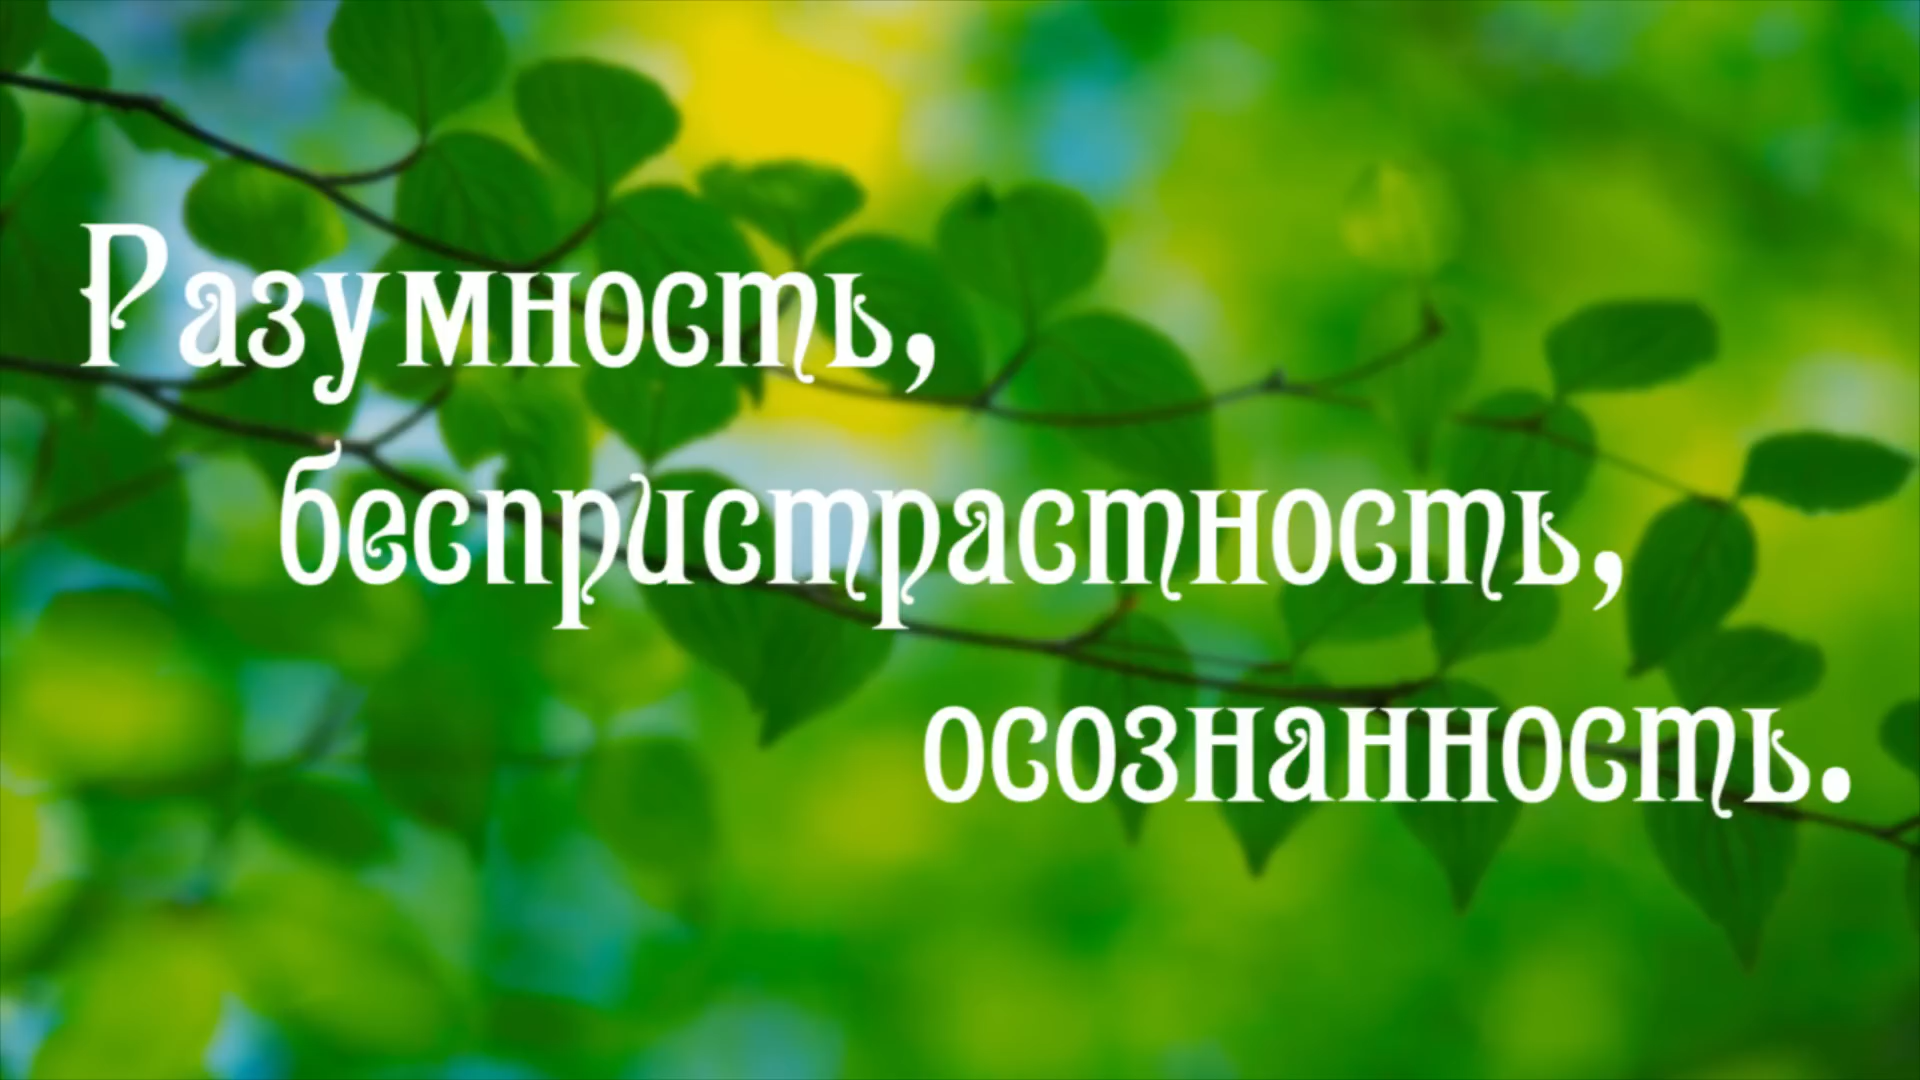 Разумность,
беспристрастность,
осознанность.